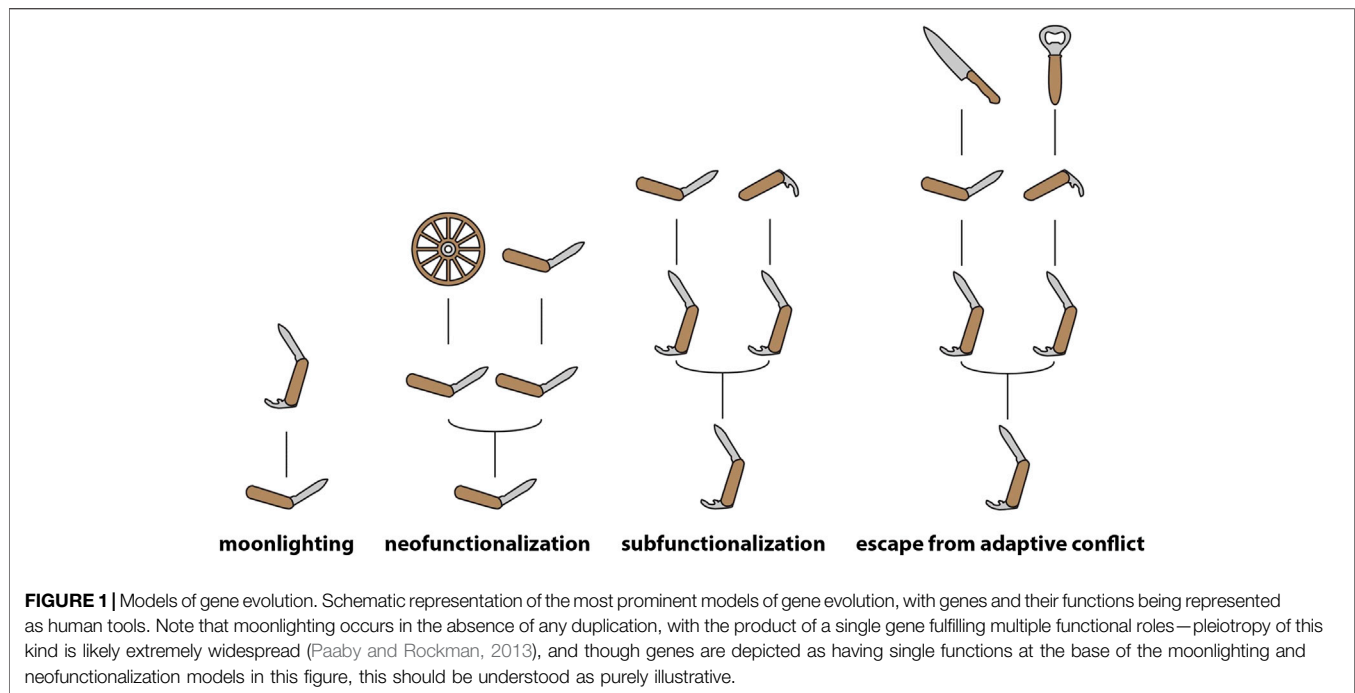 moonlighting neofunctionalization subfunctionalization escape from adaptive conflict
FIGURE 1 | Models of gene evolution. Schematic representation of the most prominent models of gene evolution, with genes and their functions being represented
as human tools. Note that moonlighting occurs in the absence of any duplication, with the product of a single gene fulfilling multiple functional roles—pleiotropy of this
kind is likely extremely widespread (Paaby and Rockman, 2013), and though genes are depicted as having single functions at the base of the moonlighting and
neofunctionalization models in this figure, this should be understood as purely illustrative.